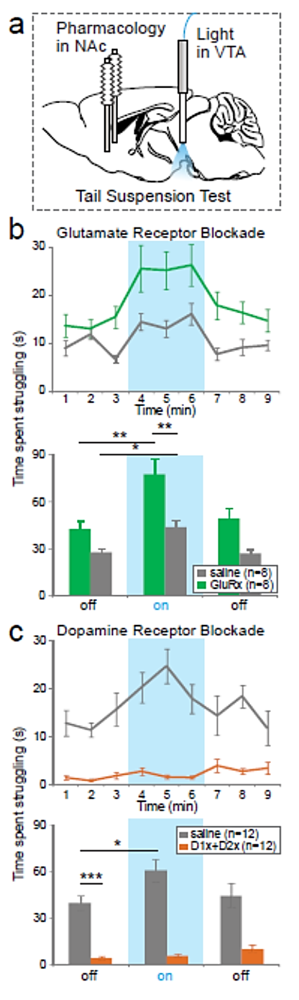 a
Pharmacology
in NAc
Light
in VTA
Tail Suspension Test
b
Glutamate Receptor Blockade
Time spent struggling (s)
30
20
10
0
1 2 3 4 5 6 7 8 9
Time (min)
** **
*
90
60
30
0
saline (n=8)
GluRx (n=8)
off on off
c
Dopamine Receptor Blockade
Time spent struggling (s)
30
20
10
0
1 2 3 4 5 6 7 8 9
Time (min)
90
60
30
0
saline (n=12)
D1x+D2x (n=12)
*
***
off on off